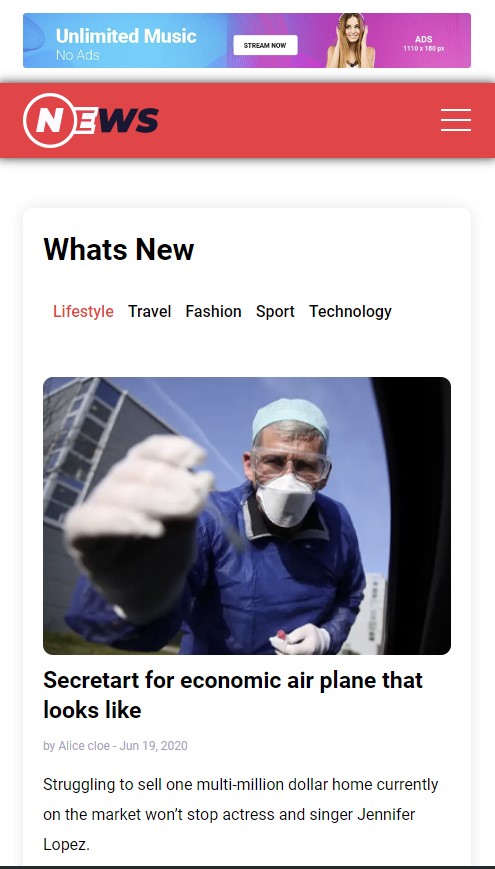 Unlimited Music
No Ads
STREAM NOW
ADS
1110 x 180 px
NEWS
Whats New
Lifestyle Travel Fashion Sport Technology
Secretart for economic air plane that
looks like
by Alice cloe - Jun 19, 2020
Struggling to sell one multi-million dollar home currently
on the market won’t stop actress and singer Jennifer
Lopez.